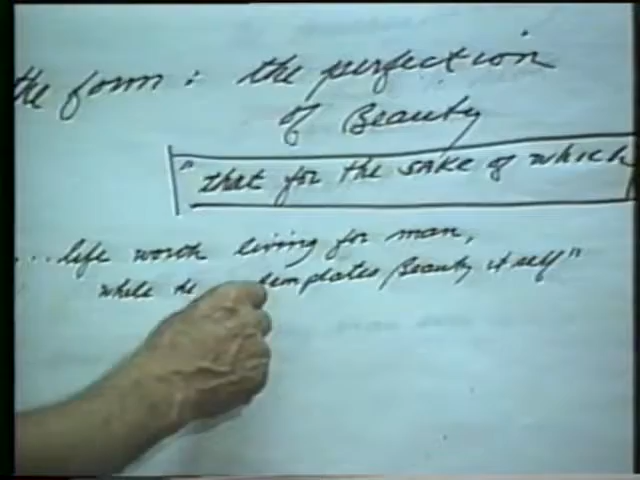 the form : the perfection
of Beauty
"that for the sake of which
...life worth living for man,
while he templates Beauty itself"